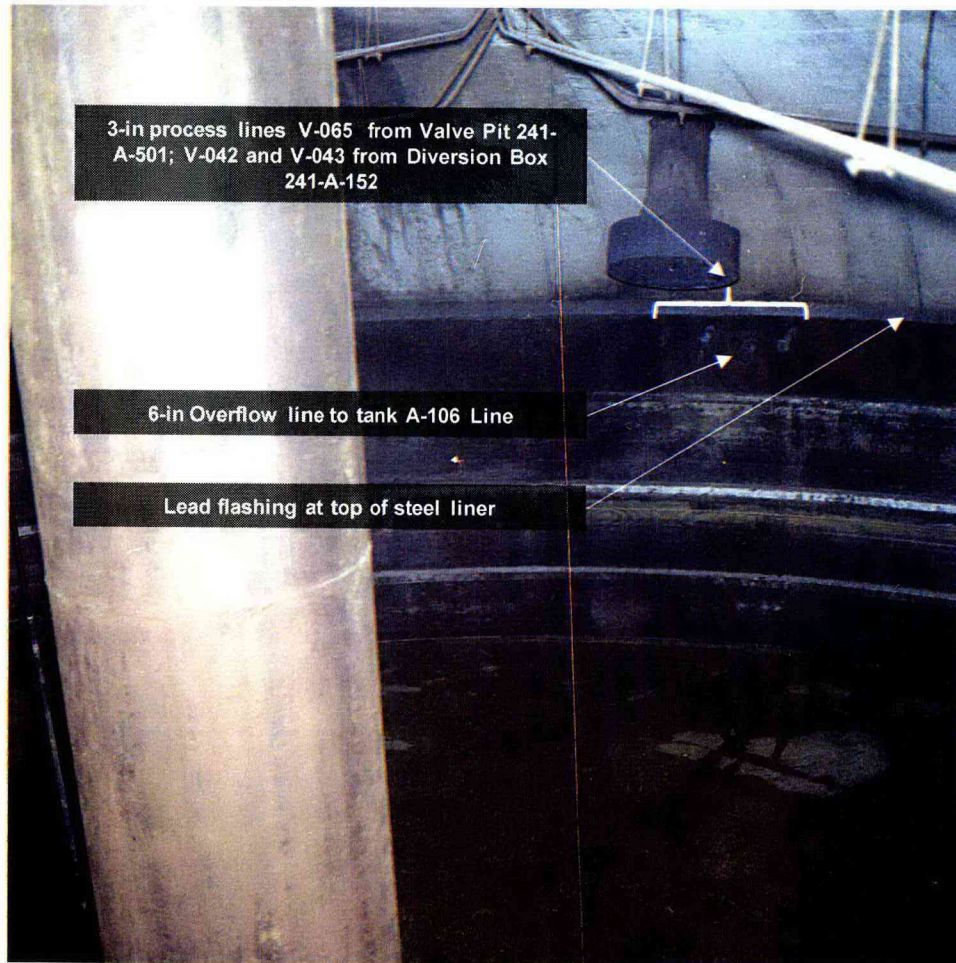 3-in process lines V-065 from Valve Pit 241-
A-501; V-042 and V-043 from Diversion Box
241-A-152
6-in Overflow line to tank A-106 Line
Lead flashing at top of steel liner